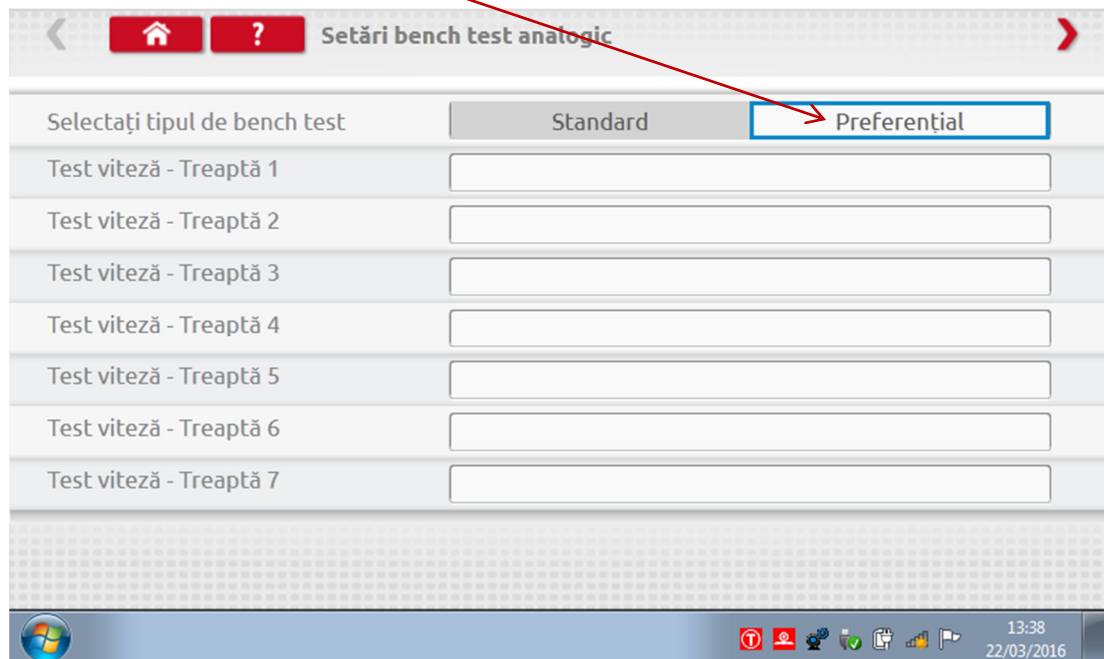 ? Setări bench test analogic
Selectați tipul de bench test Standard Preferențial
Test viteză - Treaptă 1
Test viteză - Treaptă 2
Test viteză - Treaptă 3
Test viteză - Treaptă 4
Test viteză - Treaptă 5
Test viteză - Treaptă 6
Test viteză - Treaptă 7
13:38
22/03/2016